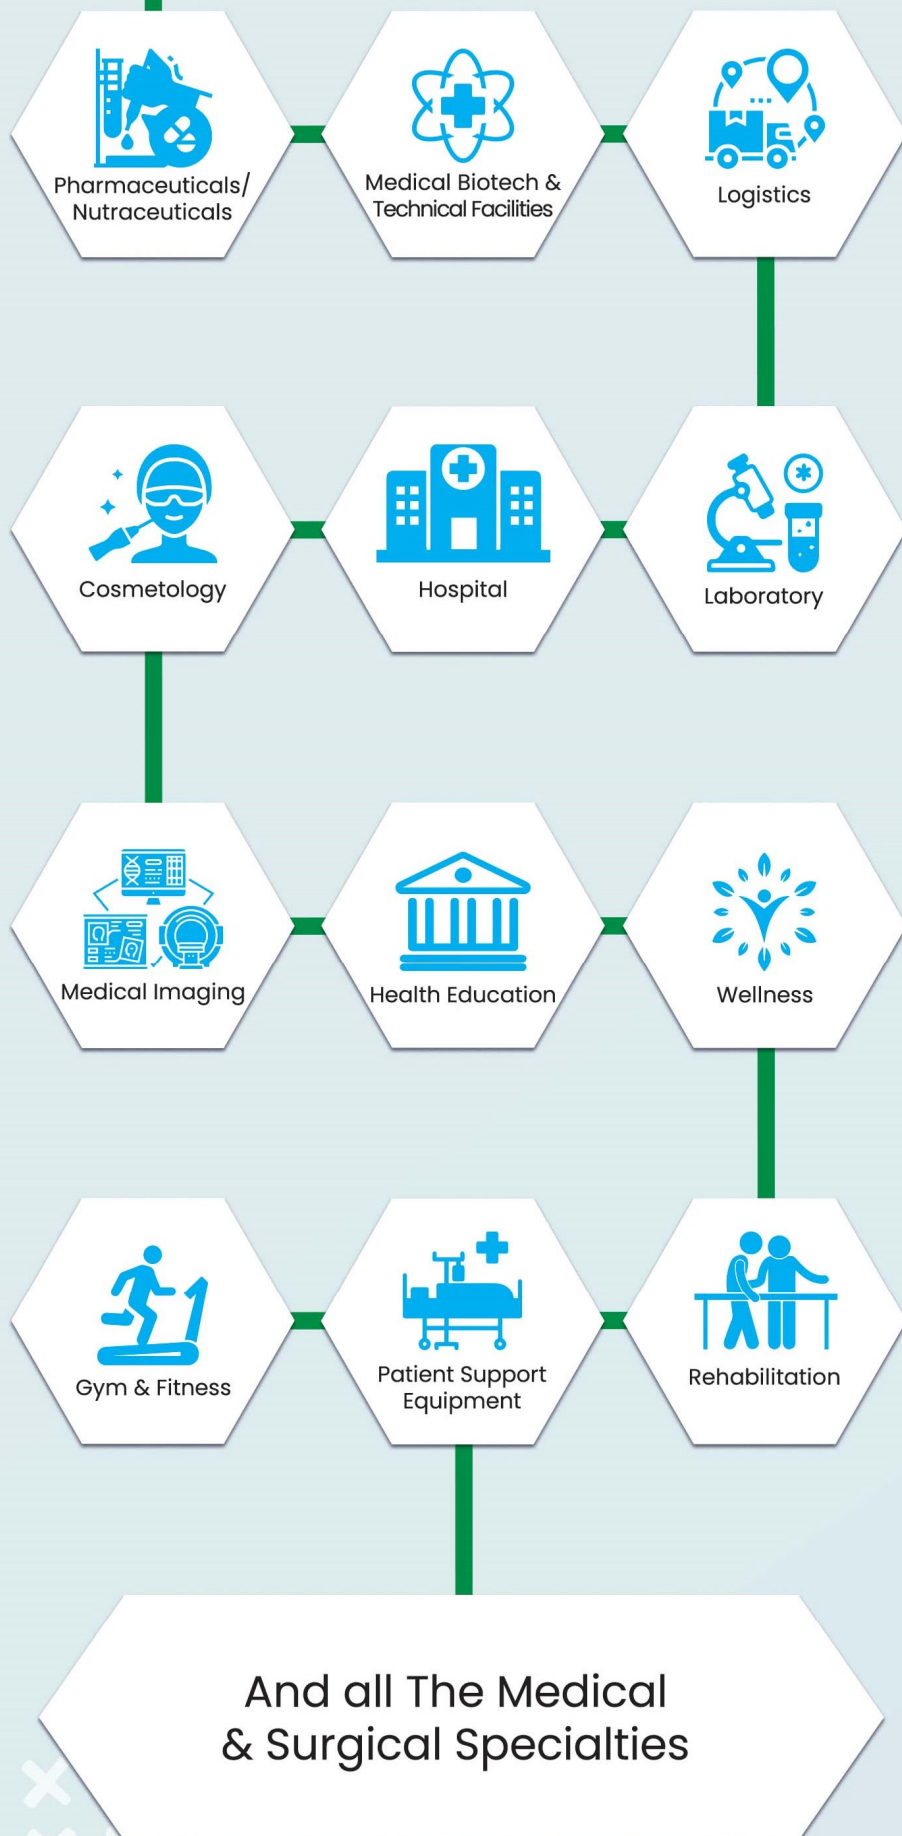 Pharmaceuticals/
Nutraceuticals
Medical Biotech &
Technical Facilities
Logistics
Cosmetology
Hospital
Laboratory
Medical Imaging
Health Education
Wellness
Gym & Fitness
Patient Support
Equipment
Rehabilitation
And all The Medical
& Surgical Specialties